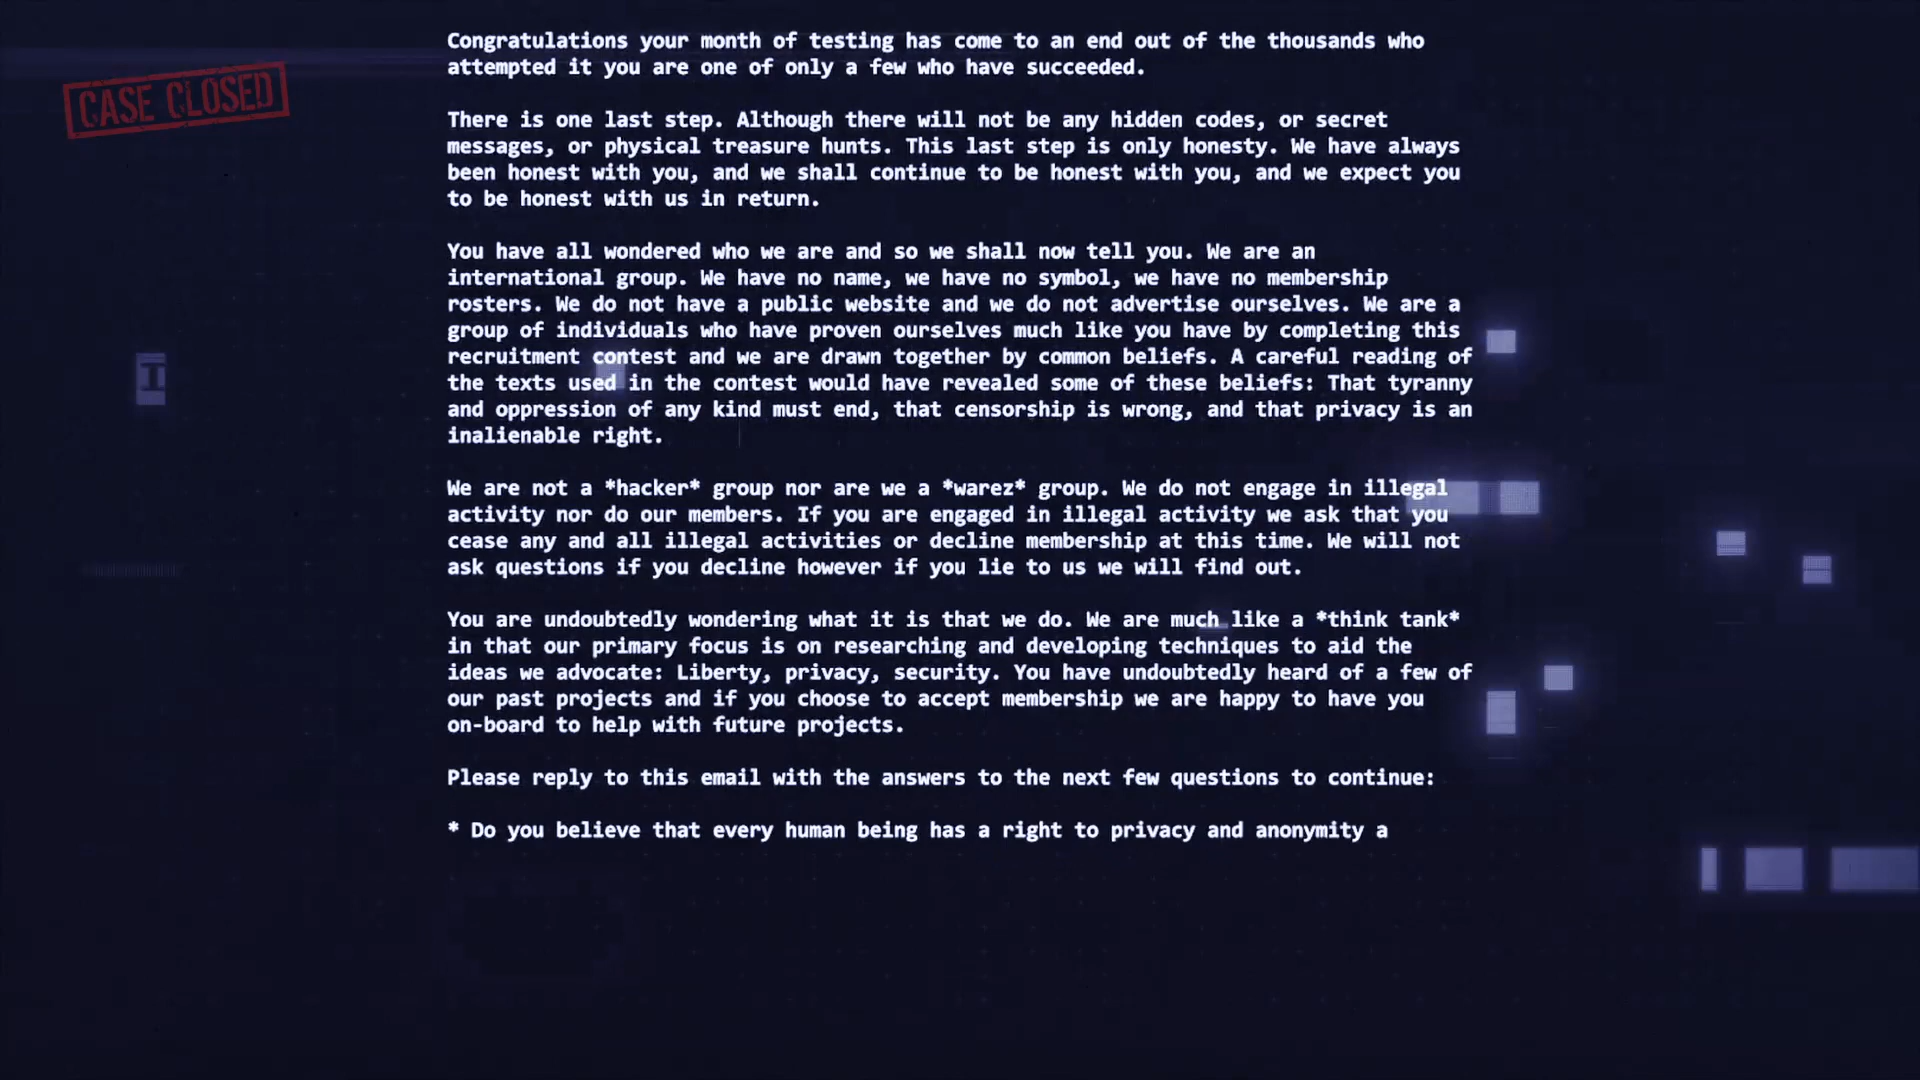 CASE CLOSED
Congratulations your month of testing has come to an end out of the thousands who
attempted it you are one of only a few who have succeeded.
There is one last step. Although there will not be any hidden codes, or secret
messages, or physical treasure hunts. This last step is only honesty. We have always
been honest with you, and we shall continue to be honest with you, and we expect you
to be honest with us in return.
You have all wondered who we are and so we shall now tell you. We are an
international group. We have no name, we have no symbol, we have no membership
rosters. We do not have a public website and we do not advertise ourselves. We are a
group of individuals who have proven ourselves much like you have by completing this
recruitment contest and we are drawn together by common beliefs. A careful reading of
the texts used in the contest would have revealed some of these beliefs: That tyranny
and oppression of any kind must end, that censorship is wrong, and that privacy is an
inalienable right.
We are not a *hacker* group nor are we a *warez* group. We do not engage in illegal
activity nor do our members. If you are engaged in illegal activity we ask that you
cease any and all illegal activities or decline membership at this time. We will not
ask questions if you decline however if you lie to us we will find out.
You are undoubtedly wondering what it is that we do. We are much like a *think tank*
in that our primary focus is on researching and developing techniques to aid the
ideas we advocate: Liberty, privacy, security. You have undoubtedly heard of a few of
our past projects and if you choose to accept membership we are happy to have you
on-board to help with future projects.
Please reply to this email with the answers to the next few questions to continue:
* Do you believe that every human being has a right to privacy and anonymity a